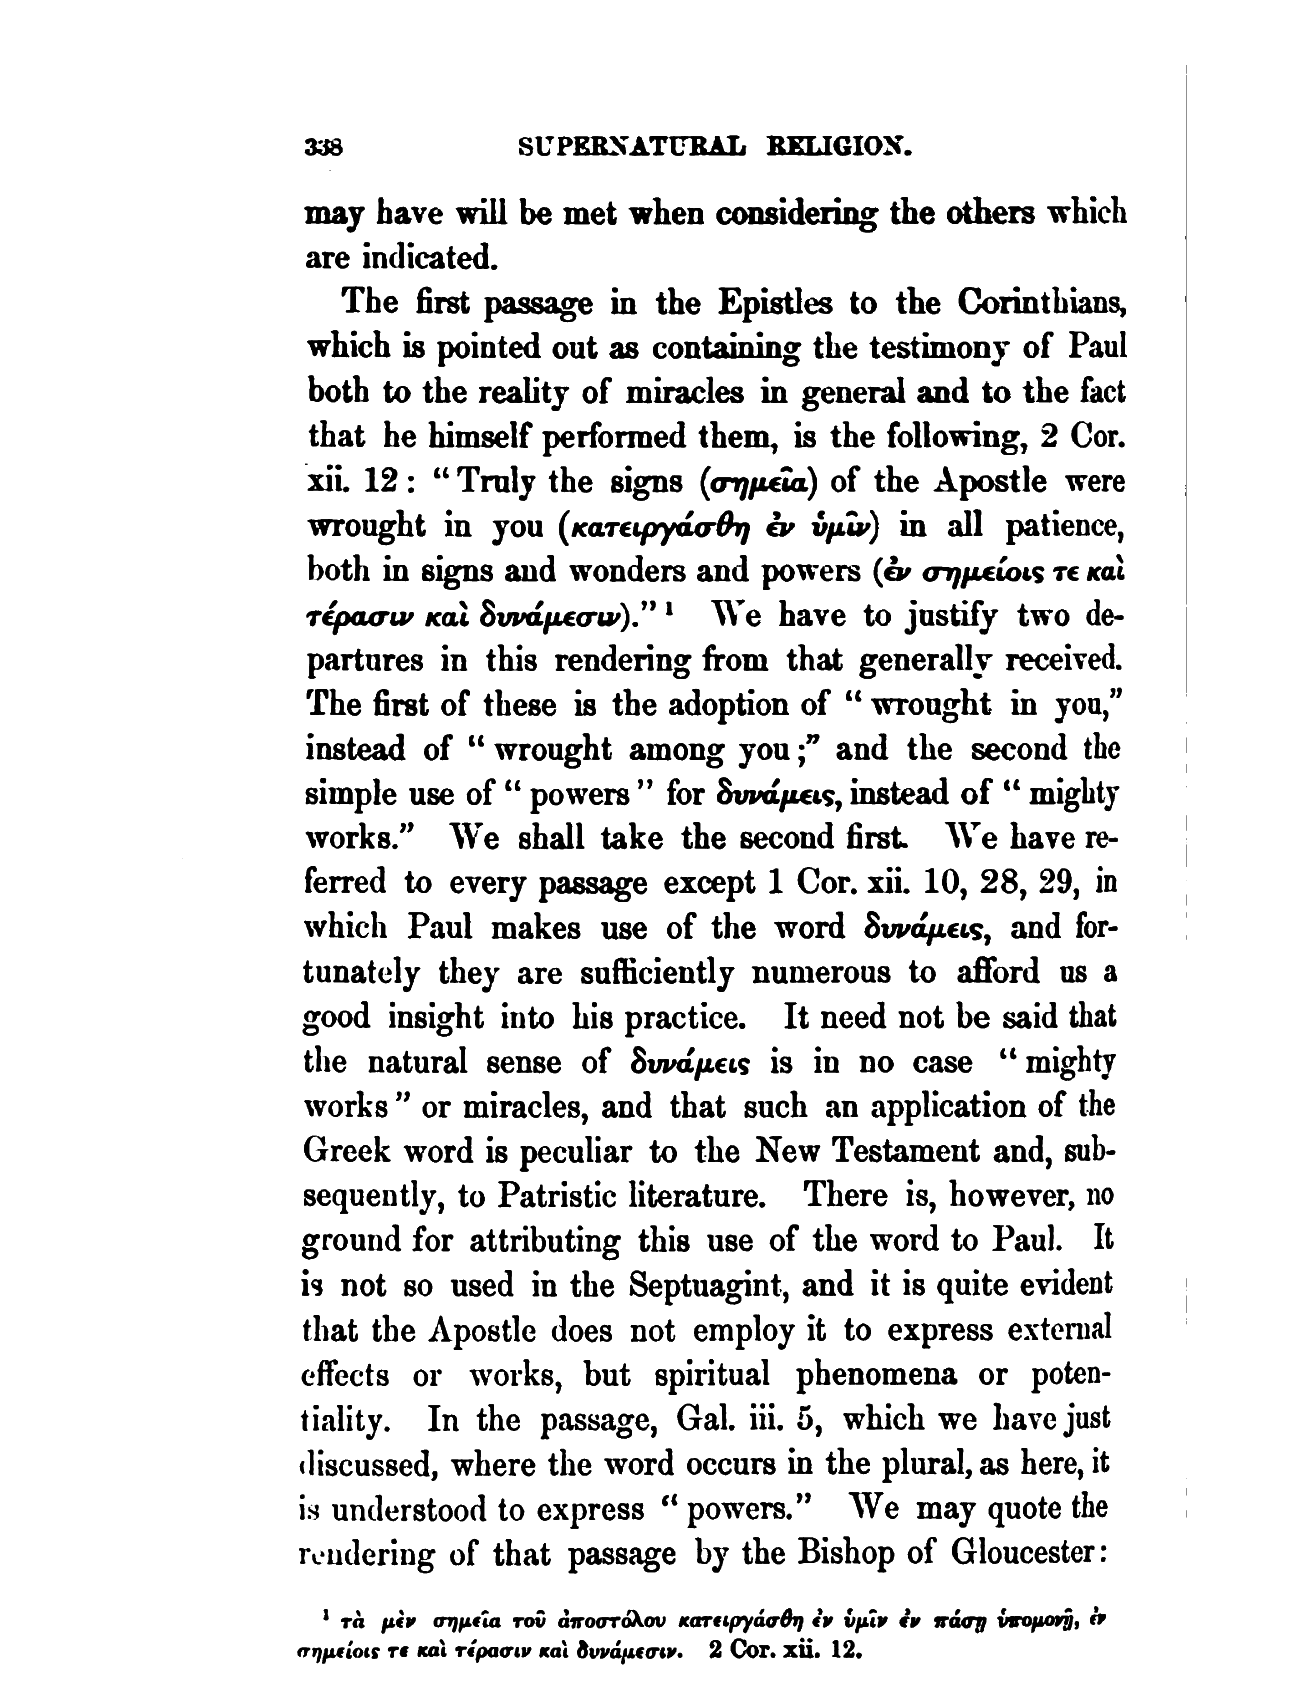 338 SUPERNATURAL RELIGION.
may have will be met when considering the others which
are indicated.
The first passage in the Epistles to the Corinthians,
which is pointed out as containing the testimony of Paul
both to the reality of miracles in general and to the fact
that he himself performed them, is the following, 2 Cor.
xii. 12 : “ Truly the signs (σημεῖα) of the Apostle were
wrought in you (κατειργάσθη ἐν ὑμῖν) in all patience,
both in signs and wonders and powers (ἐν σημείοις τε καὶ
τέρασιν καὶ δυνάμεσιν).” ¹ We have to justify two de-
partures in this rendering from that generally received.
The first of these is the adoption of “ wrought in you,”
instead of “ wrought among you ;” and the second the
simple use of “ powers ” for δυνάμεις, instead of “ mighty
works.” We shall take the second first. We have re-
ferred to every passage except 1 Cor. xii. 10, 28, 29, in
which Paul makes use of the word δυνάμεις, and for-
tunately they are sufficiently numerous to afford us a
good insight into his practice. It need not be said that
the natural sense of δυνάμεις is in no case “ mighty
works ” or miracles, and that such an application of the
Greek word is peculiar to the New Testament and, sub-
sequently, to Patristic literature. There is, however, no
ground for attributing this use of the word to Paul. It
is not so used in the Septuagint, and it is quite evident
that the Apostle does not employ it to express external
effects or works, but spiritual phenomena or poten-
tiality. In the passage, Gal. iii. 5, which we have just
discussed, where the word occurs in the plural, as here, it
is understood to express “ powers.” We may quote the
rendering of that passage by the Bishop of Gloucester:
¹ τὰ μὲν σημεῖα τοῦ ἀποστόλου κατειργάσθη ἐν ὑμῖν ἐν πάσῃ ὑπομονῇ, ἐν
σημείοις τε καὶ τέρασιν καὶ δυνάμεσιν. 2 Cor. xii. 12.